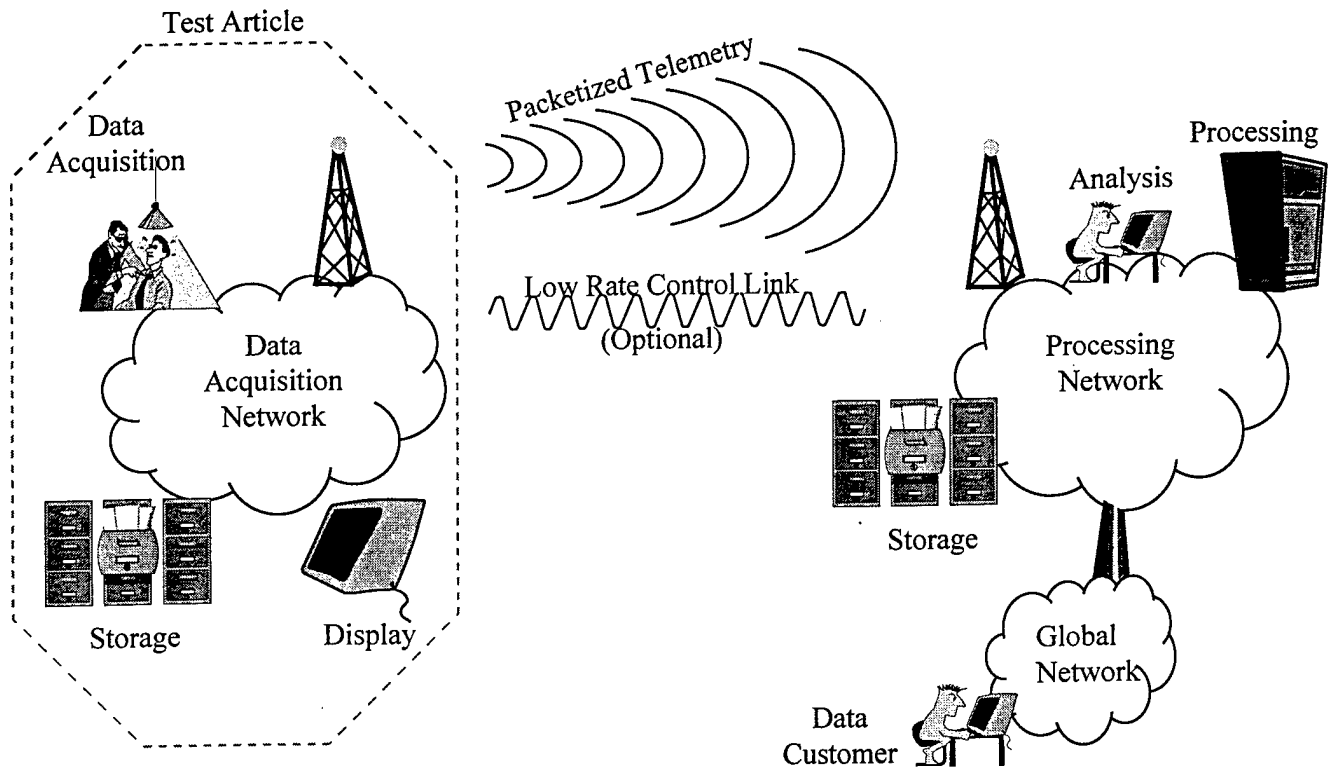 Test Article
Data
Acquisition
Data
Acquisition
Network
Storage
Display
Packetized Telemetry
Low Rate Control Link
(Optional)
Processing
Analysis
Processing
Network
Storage
Global
Network
Data
Customer